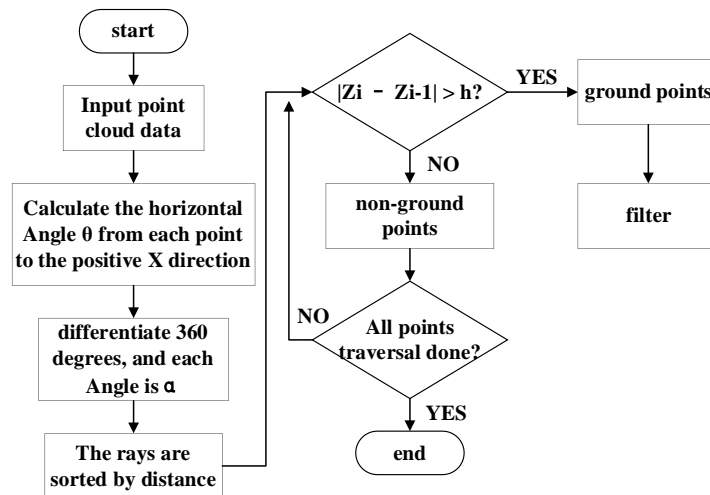 start
Input point
cloud data
Calculate the horizontal
Angle θ from each point
to the positive X direction
differentiate 360
degrees, and each
Angle is α
The rays are
sorted by distance
|Zi - Zi-1| > h?
YES
ground points
filter
NO
non-ground
points
NO
All points
traversal done?
YES
end